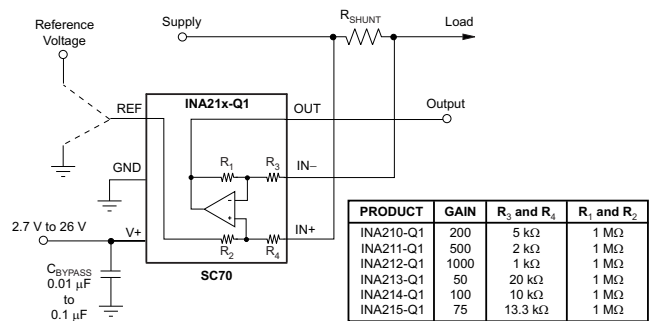 Reference
Voltage
Supply
RSHUNT
Load
REF
INA21x-Q1
OUT
Output
GND
R1
R3
IN−
2.7 V to 26 V
V+
R2
R4
IN+
CBYPASS
0.01 µF
to
0.1 µF
SC70
PRODUCT GAIN R3 and R4 R1 and R2
INA210-Q1 200 5 kΩ 1 MΩ
INA211-Q1 500 2 kΩ 1 MΩ
INA212-Q1 1000 1 kΩ 1 MΩ
INA213-Q1 50 20 kΩ 1 MΩ
INA214-Q1 100 10 kΩ 1 MΩ
INA215-Q1 75 13.3 kΩ 1 MΩ